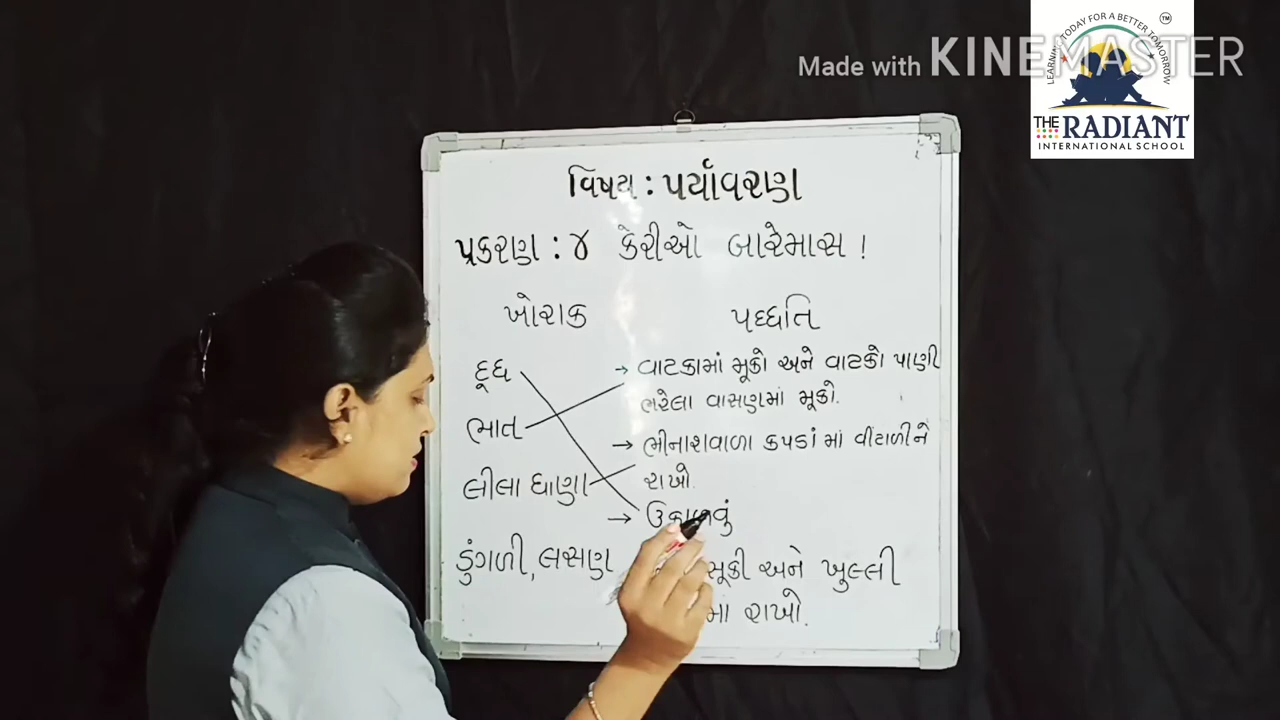 Made with KINEMASTER
LEARNING TODAY FOR A BETTER TOMORROW
TM
THE RADIANT
INTERNATIONAL SCHOOL
વિષય : પર્યાવરણ
પ્રકરણ : ૪ કેરીઓ બારેમાસ !
ખોરાક પદ્ધતિ
દૂધ → વાટકામાં મૂકો અને વાટકો પાણી
ભરેલા વાસણમાં મૂકો.
ભાત → ભીનાશવાળા કપડાંમાં વીંટાળીને
લીલા ધાણા રાખો.
→ ઉકાળવું
ડુંગળી, લસણ સૂકી અને ખુલ્લી
રાખો.